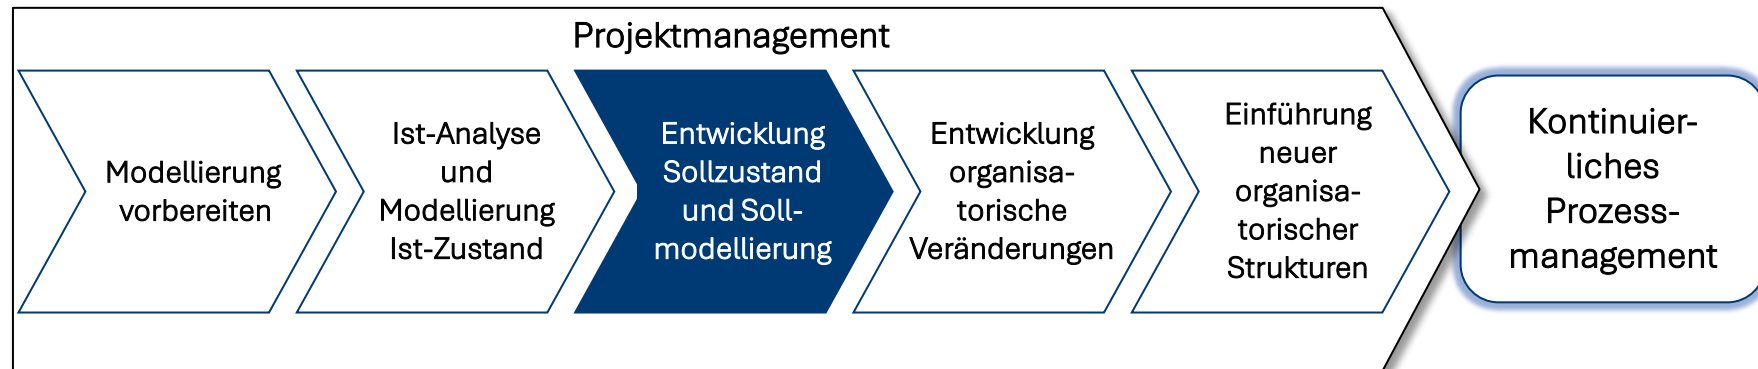 Projektmanagement
Modellierung
vorbereiten
Ist-Analyse
und
Modellierung
Ist-Zustand
Entwicklung
Sollzustand
und Soll-
modellierung
Entwicklung
organisa-
torische
Veränderungen
Einführung
neuer
organisa-
torischer
Strukturen
Kontinuier-
liches
Prozess-
management